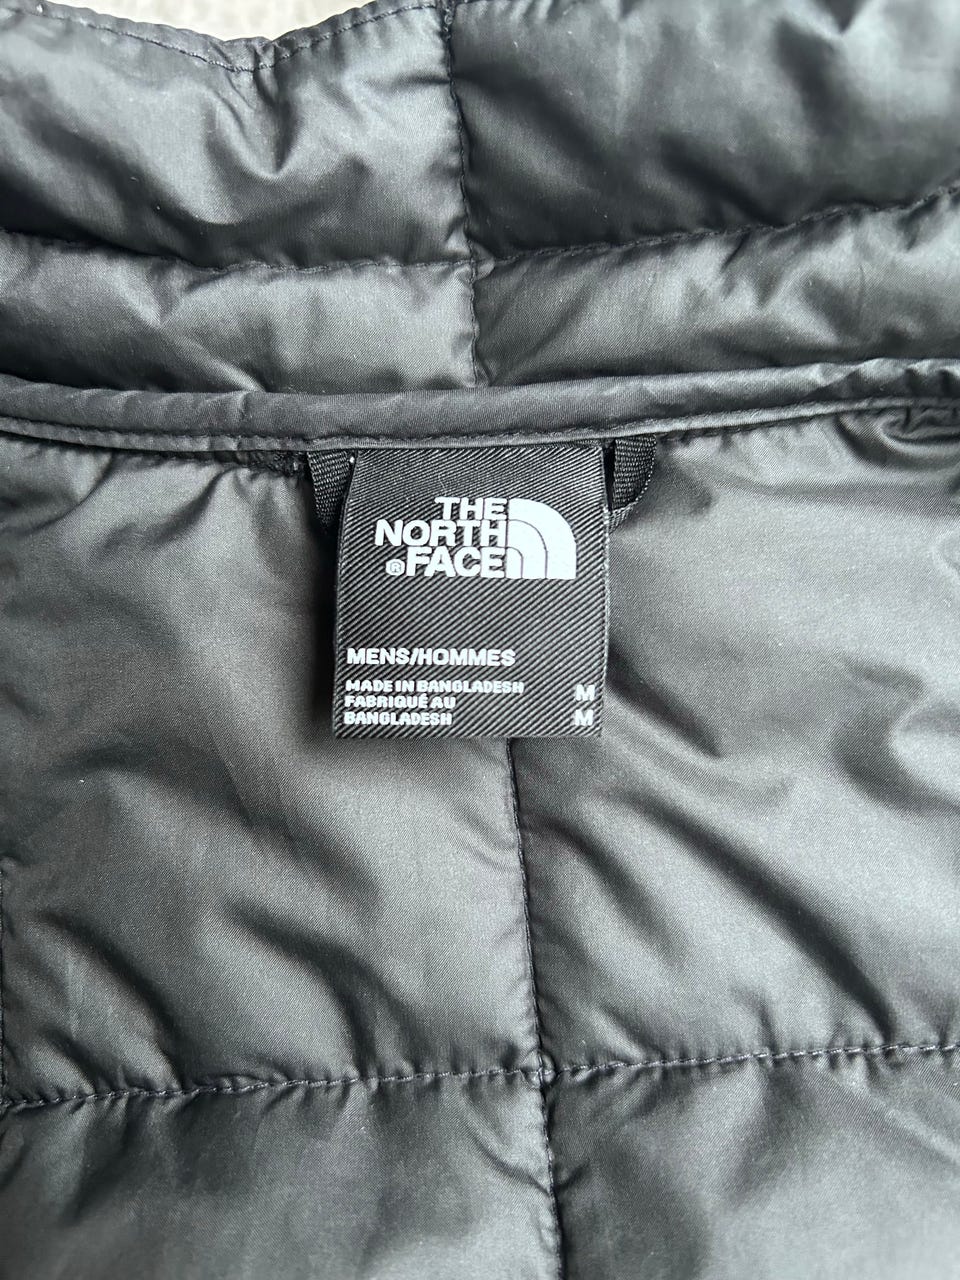 THE
NORTH
®FACE
MENS/HOMMES
MADE IN BANGLADESH M
FABRIQUÉ AU
BANGLADESH M